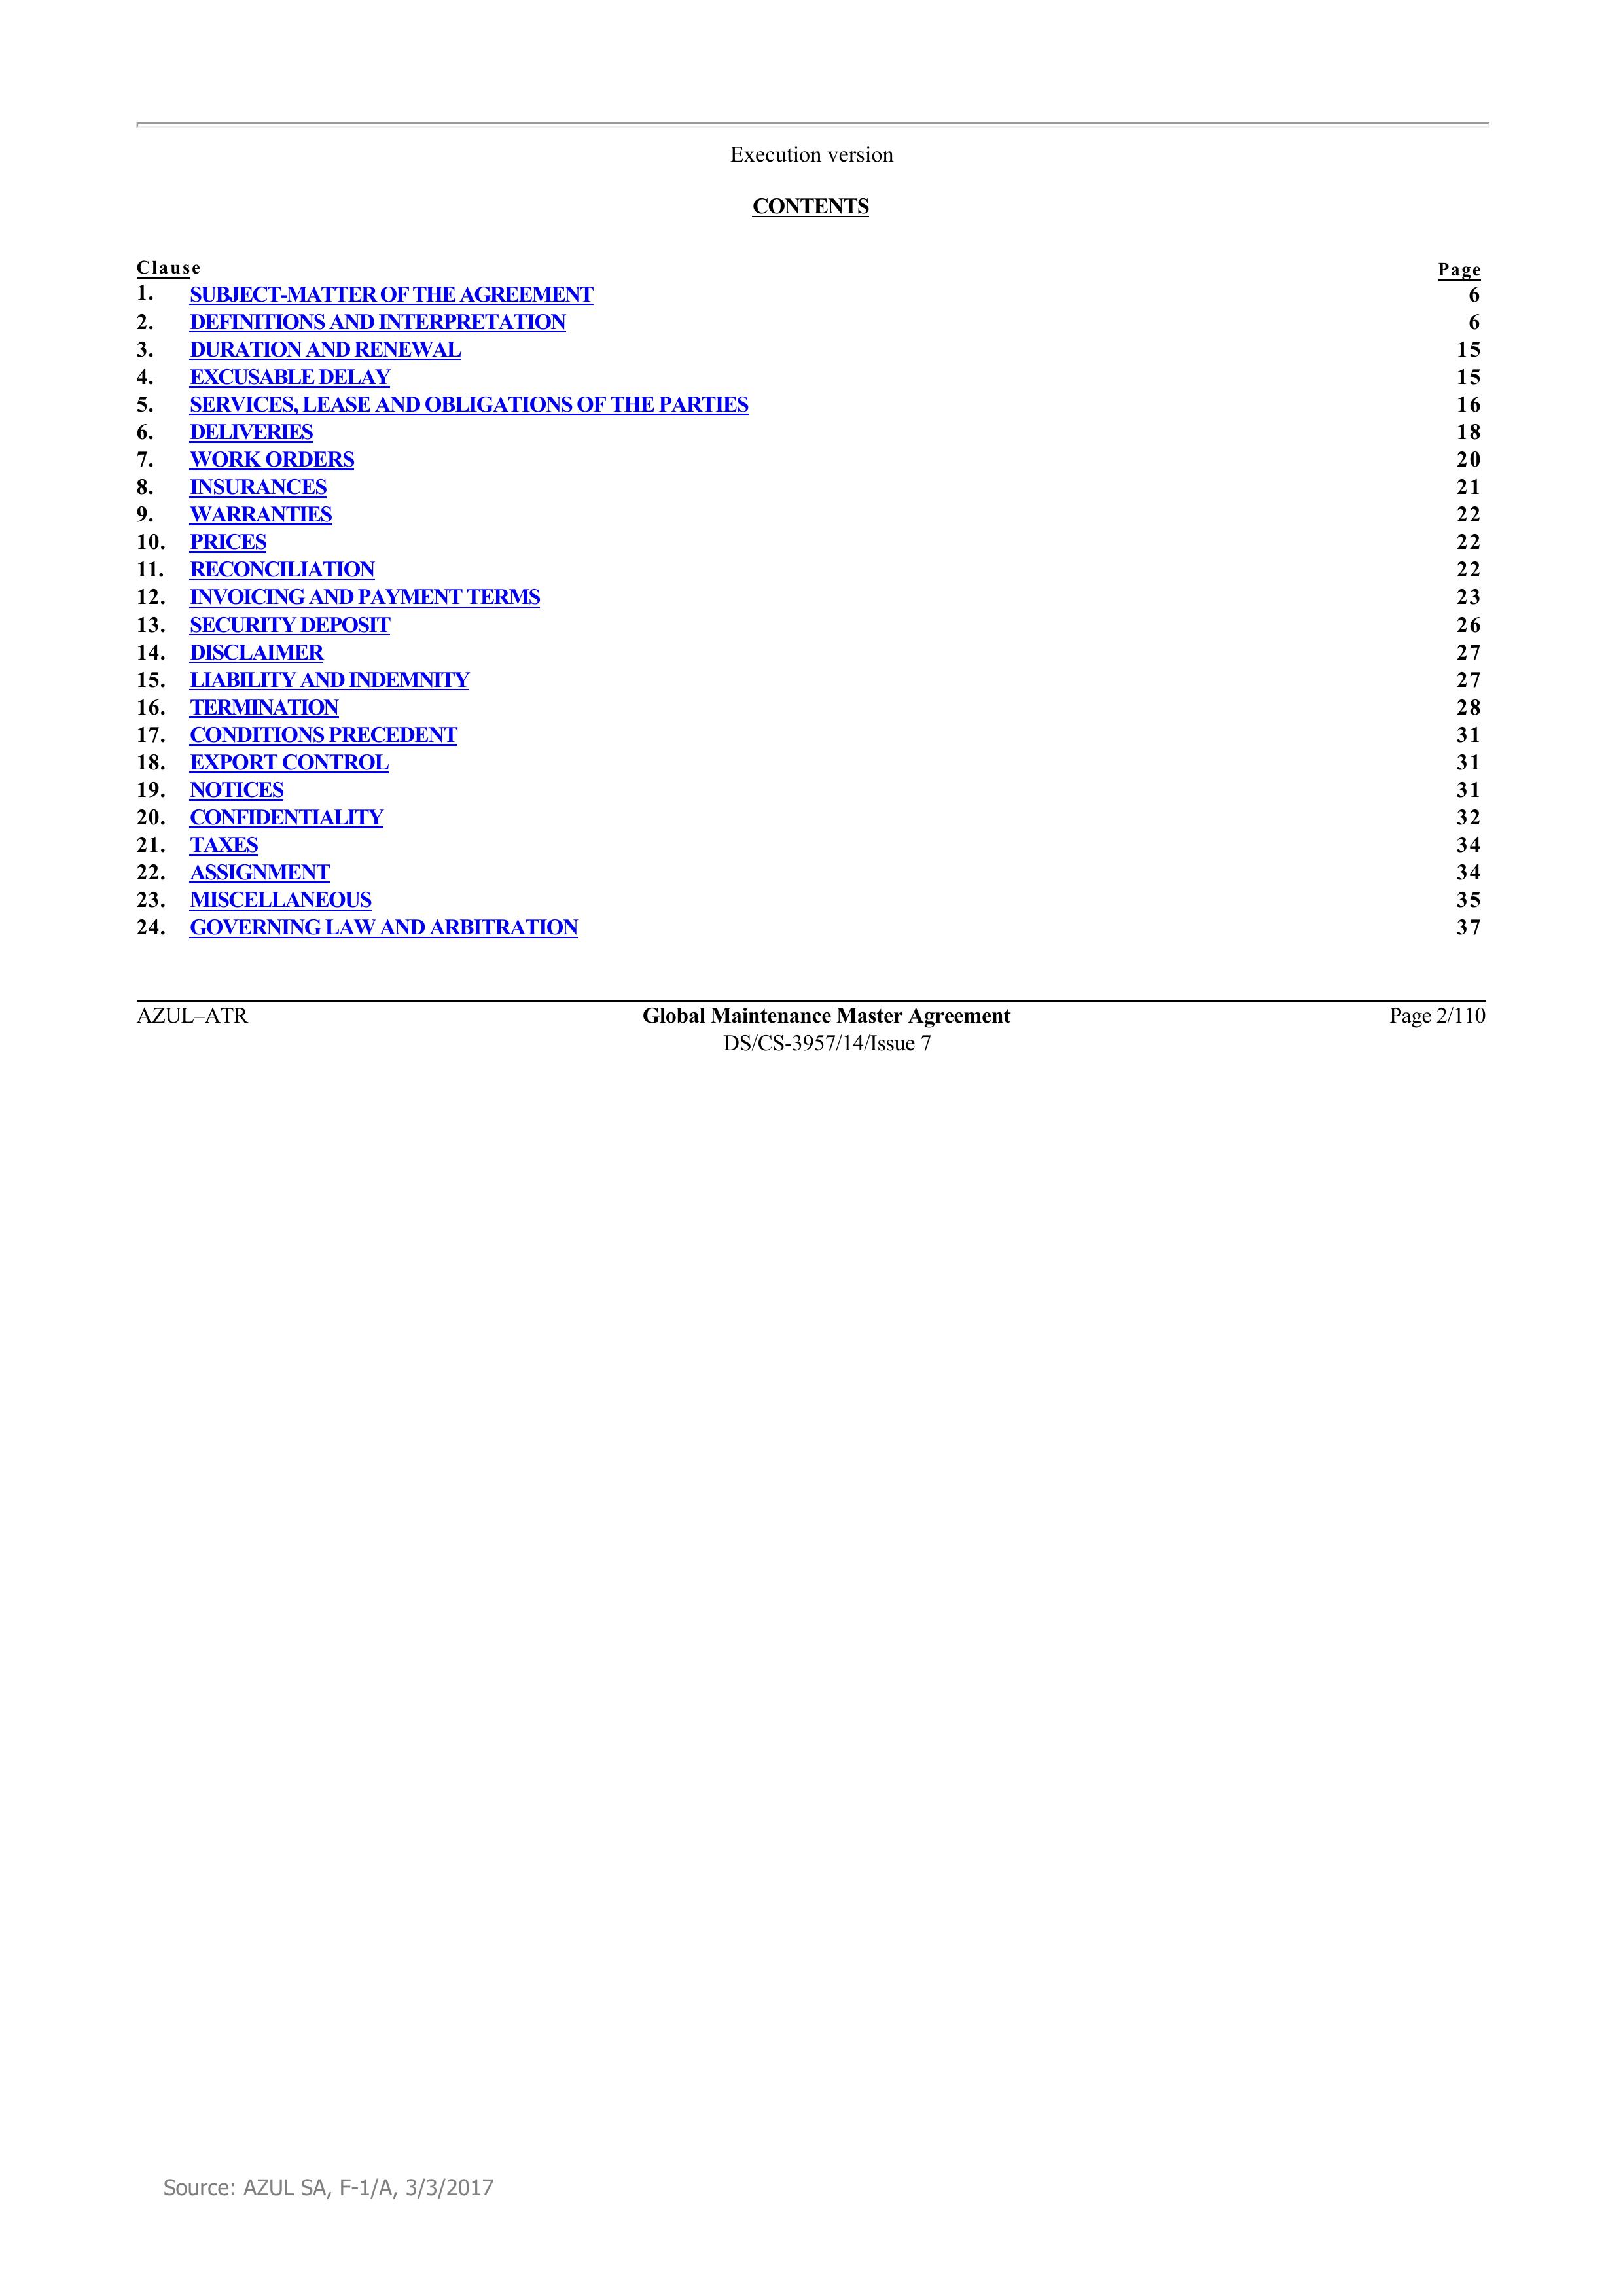 Execution version
CONTENTS
Clause Page
1. SUBJECT-MATTER OF THE AGREEMENT 6
2. DEFINITIONS AND INTERPRETATION 6
3. DURATION AND RENEWAL 15
4. EXCUSABLE DELAY 15
5. SERVICES, LEASE AND OBLIGATIONS OF THE PARTIES 16
6. DELIVERIES 18
7. WORK ORDERS 20
8. INSURANCES 21
9. WARRANTIES 22
10. PRICES 22
11. RECONCILIATION 22
12. INVOICING AND PAYMENT TERMS 23
13. SECURITY DEPOSIT 26
14. DISCLAIMER 27
15. LIABILITY AND INDEMNITY 27
16. TERMINATION 28
17. CONDITIONS PRECEDENT 31
18. EXPORT CONTROL 31
19. NOTICES 31
20. CONFIDENTIALITY 32
21. TAXES 34
22. ASSIGNMENT 34
23. MISCELLANEOUS 35
24. GOVERNING LAW AND ARBITRATION 37
AZUL–ATR Global Maintenance Master Agreement Page 2/110
DS/CS-3957/14/Issue 7
Source: AZUL SA, F-1/A, 3/3/2017